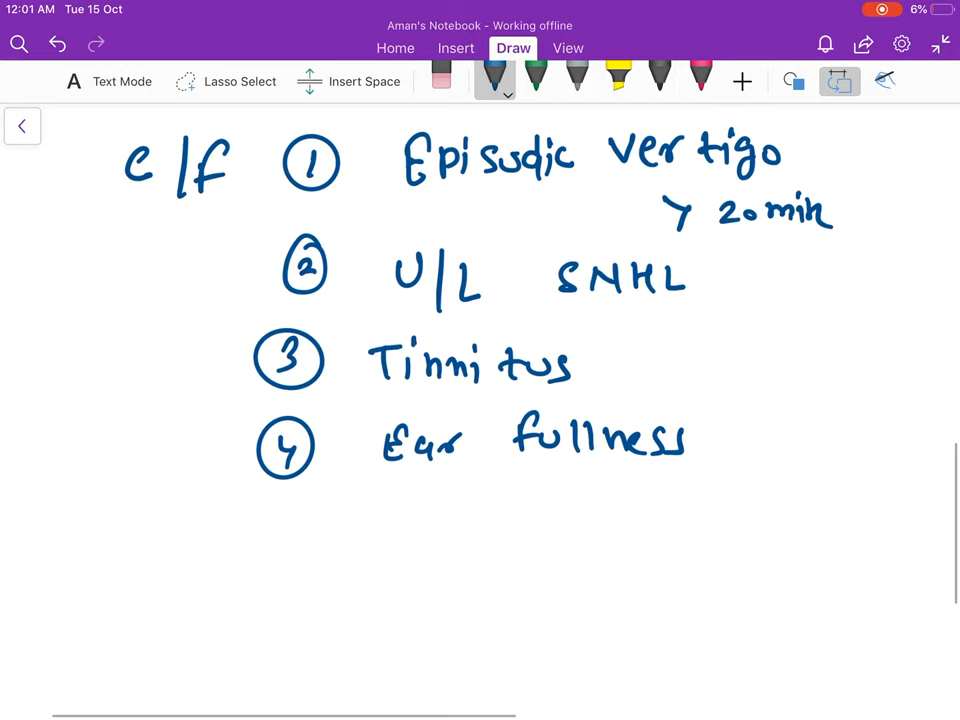 12:01 AM Tue 15 Oct 6%
Aman's Notebook - Working offline
Home Insert Draw View
A Text Mode Lasso Select Insert Space
C/F 1 Episodic vertigo
> 20 min
2 U/L SNHL
3 Tinnitus
4 Ear fullness